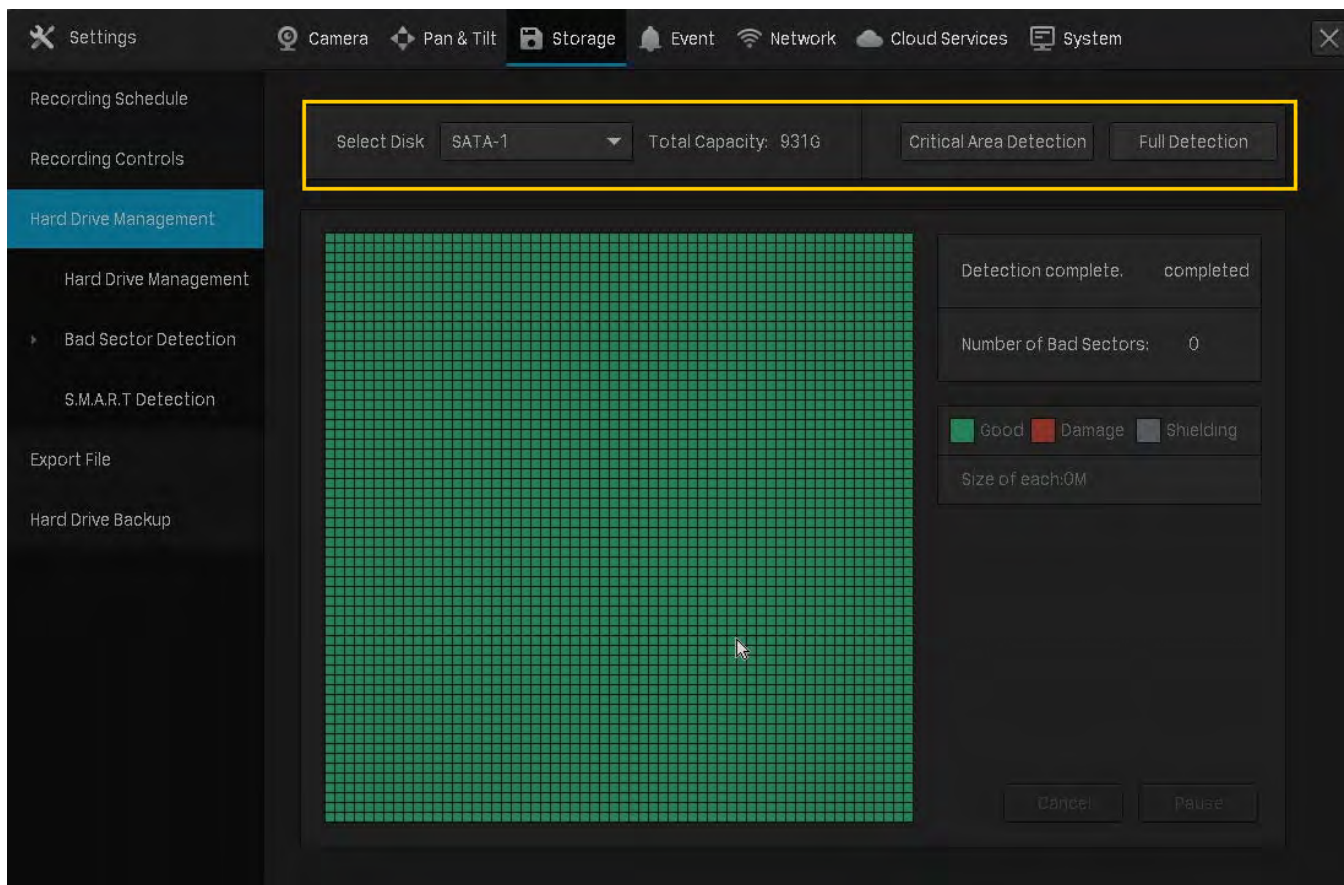 Settings
Camera Pan & Tilt Storage Event Network Cloud Services System
Recording Schedule
Recording Controls
Hard Drive Management
Hard Drive Management
Bad Sector Detection
S.M.A.R.T Detection
Export File
Hard Drive Backup
Select Disk SATA-1 Total Capacity: 931G Critical Area Detection Full Detection
Detection complete. completed
Number of Bad Sectors: 0
Good Damage Shielding
Size of each:0M
Cancel Pause